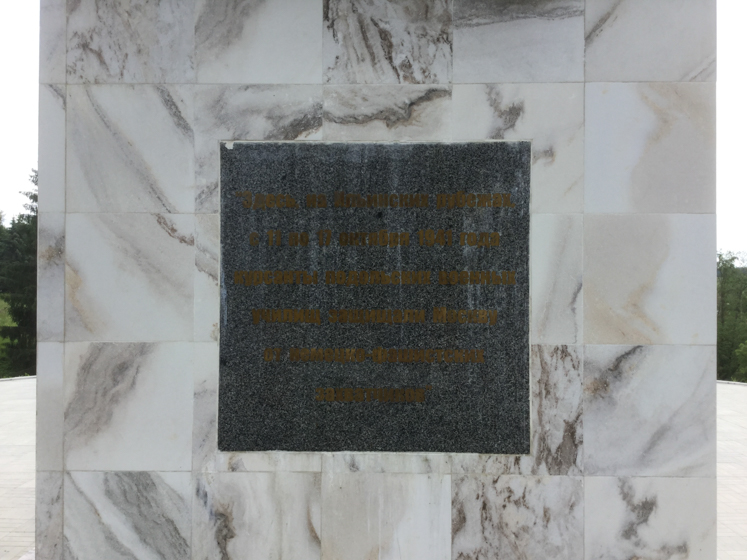 "Здесь, на Ильинских рубежах,
с 11 по 17 октября 1941 года
курсанты подольских военных
училищ защищали Москву
от немецко-фашистских
захватчиков"